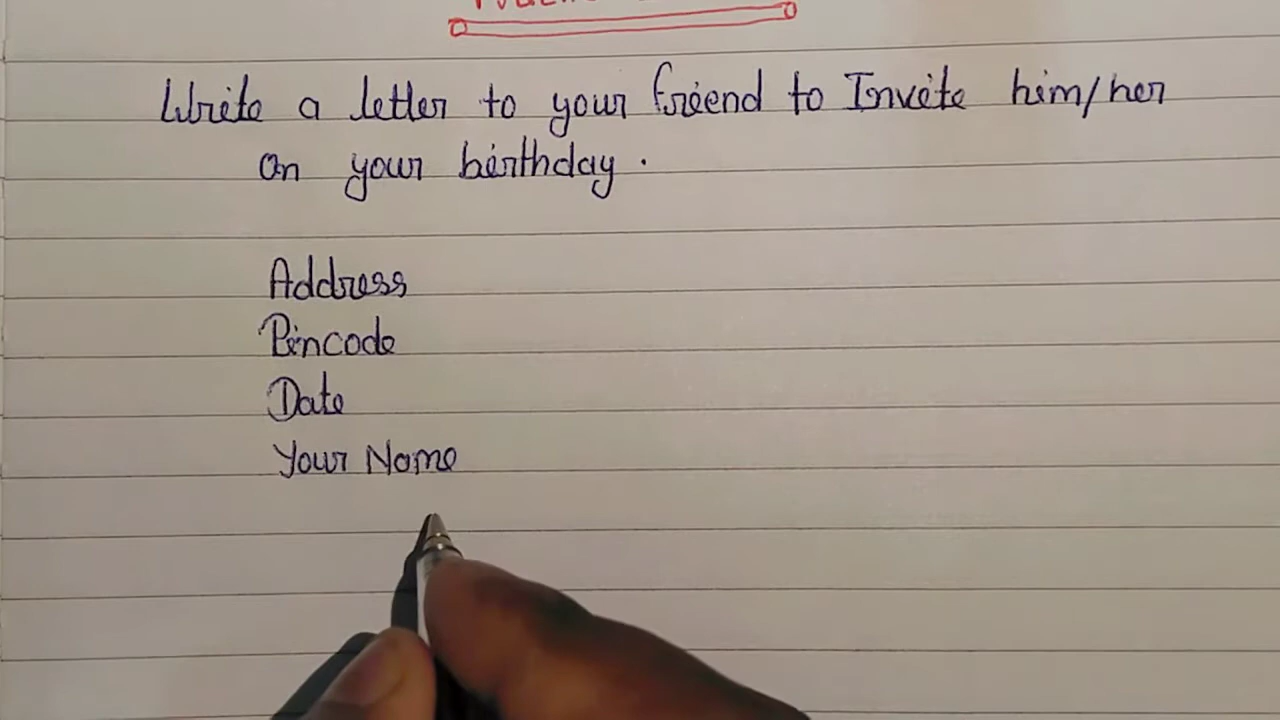 Write a letter to your friend to Invite him/her
on your birthday.
Address
Pincode
Date
Your Name